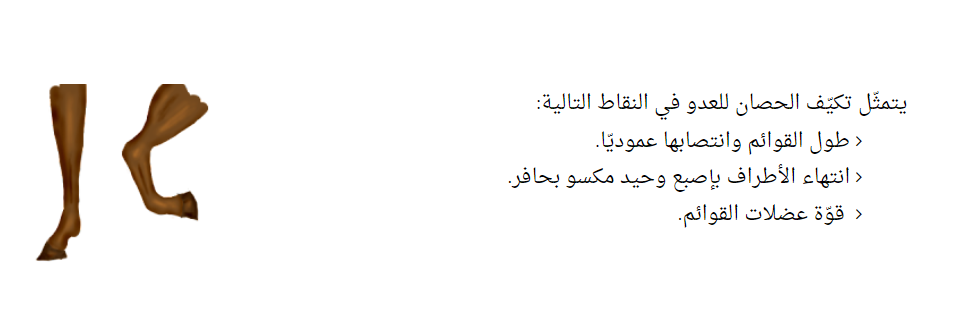 يتمثّل تكيّف الحصان للعدو في النقاط التالية:
› طول القوائم وانتصابها عموديّا.
› انتهاء الأطراف بإصبع وحيد مكسو بحافر.
› قوّة عضلات القوائم.